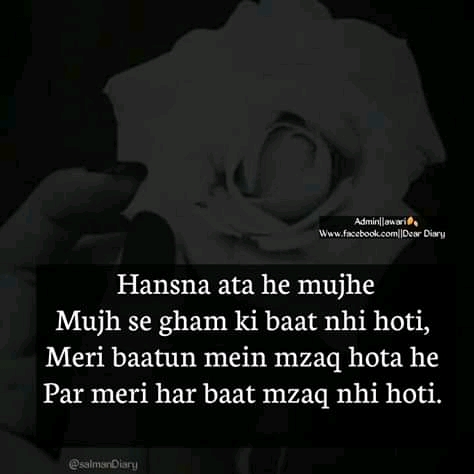 Admin||awari🍂
Www.facebook.com||Dear Diary
Hansna ata he mujhe
Mujh se gham ki baat nhi hoti,
Meri baatun mein mzaq hota he
Par meri har baat mzaq nhi hoti.
@salmanDiary